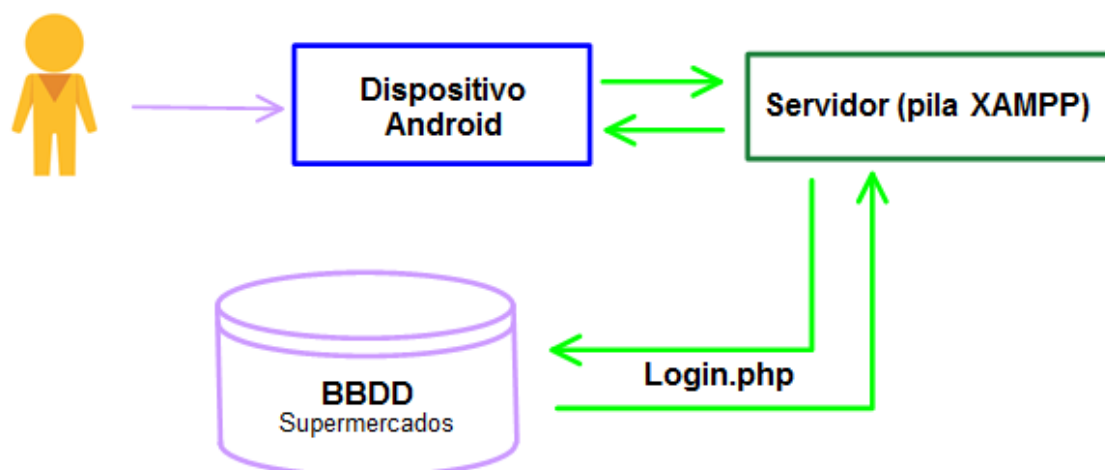 Dispositivo
Android
Servidor (pila XAMPP)
Login.php
BBDD
Supermercados